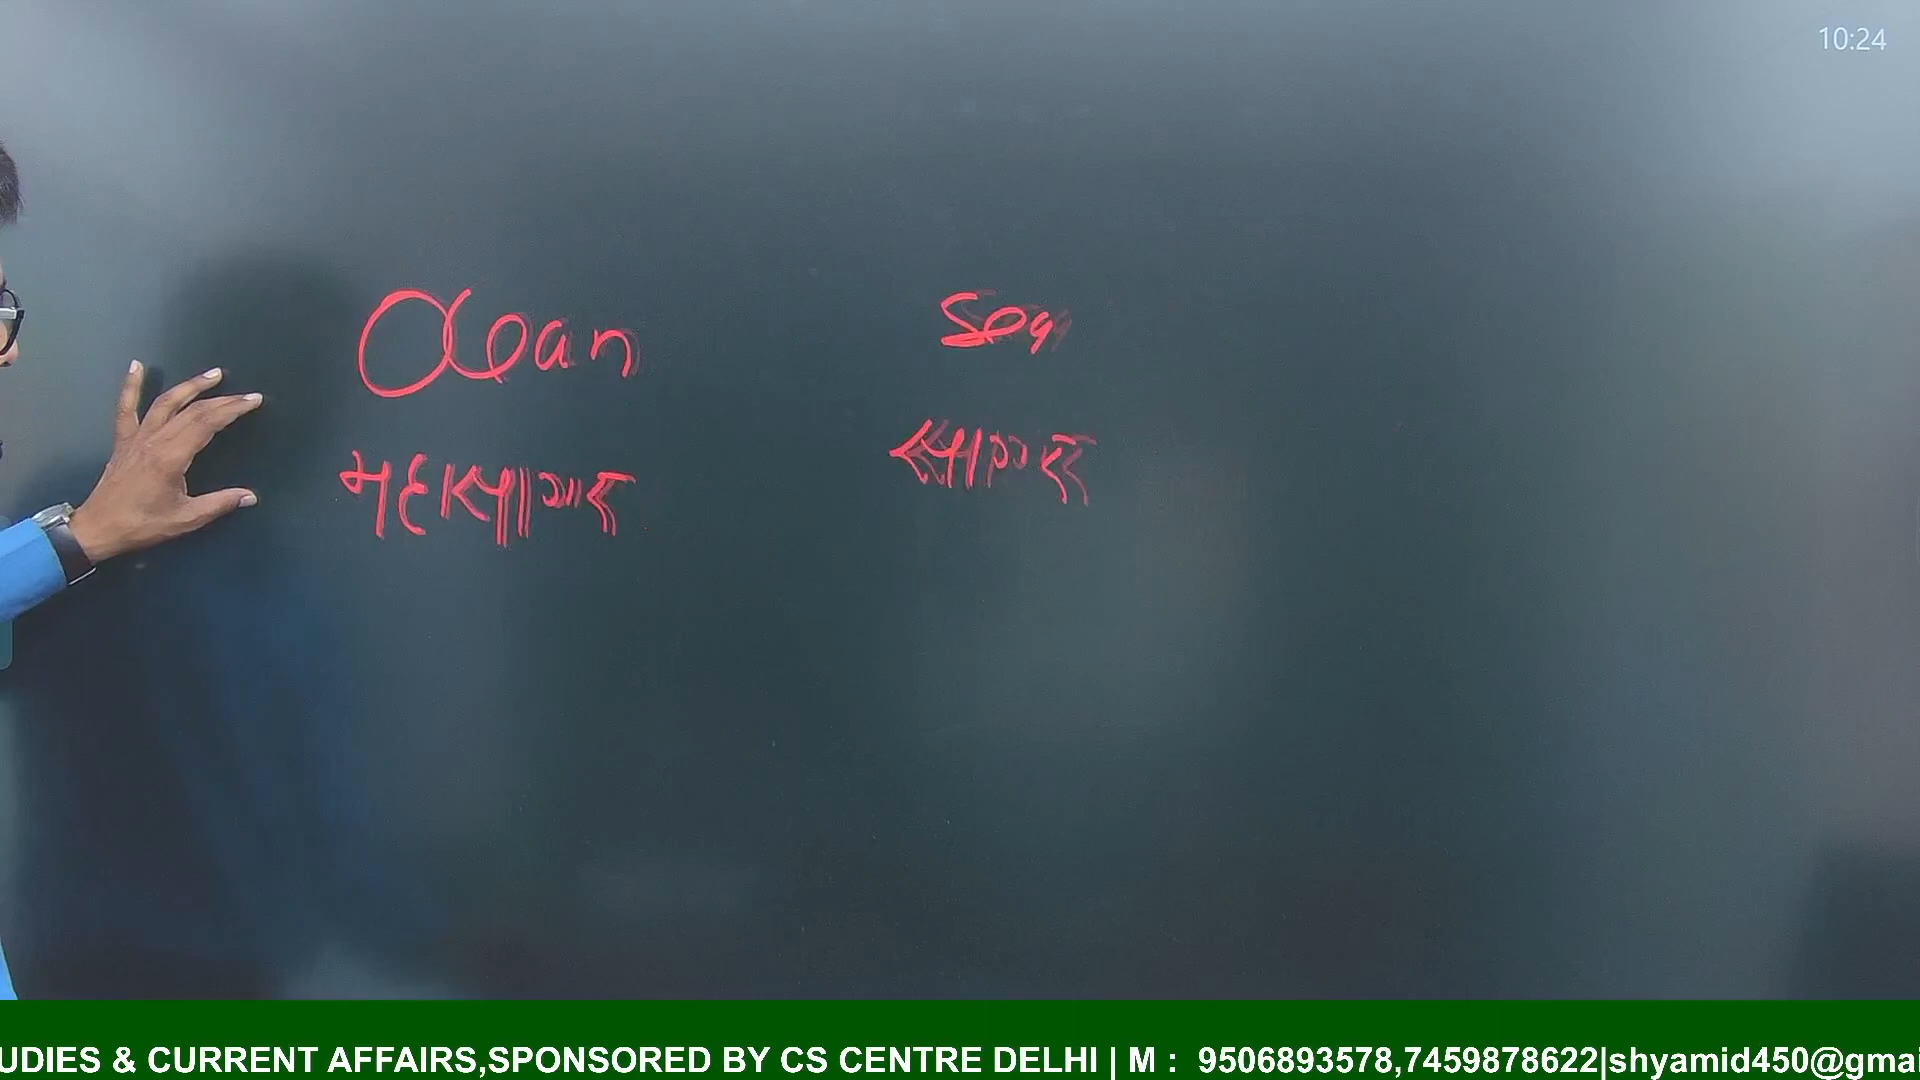 10:24
Ocean Sea
महासागर सागर
UDIES & CURRENT AFFAIRS,SPONSORED BY CS CENTRE DELHI | M : 9506893578,7459878622|shyamid450@gmai